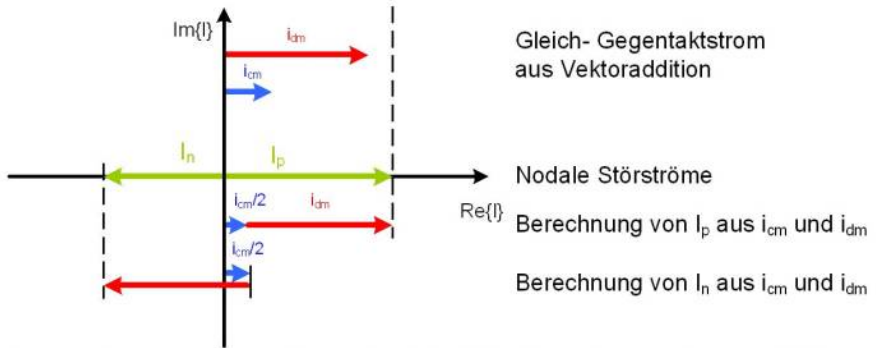 Im{I}
i_dm
Gleich- Gegentaktstrom
aus Vektoraddition
i_cm
I_n
I_p
Nodale Störströme
i_cm/2
i_dm
Re{I}
Berechnung von I_p aus i_cm und i_dm
i_cm/2
Berechnung von I_n aus i_cm und i_dm